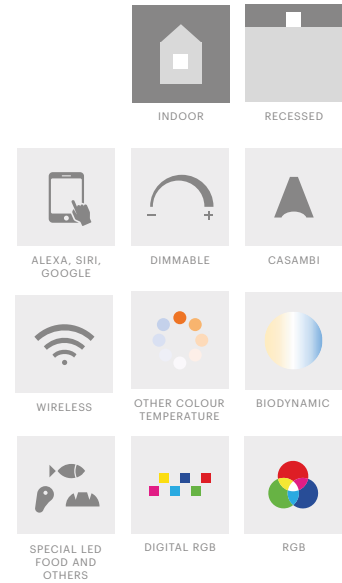 INDOOR
RECESSED
ALEXA, SIRI,
GOOGLE
DIMMABLE
CASAMBI
WIRELESS
OTHER COLOUR
TEMPERATURE
BIODYNAMIC
SPECIAL LED
FOOD AND
OTHERS
DIGITAL RGB
RGB